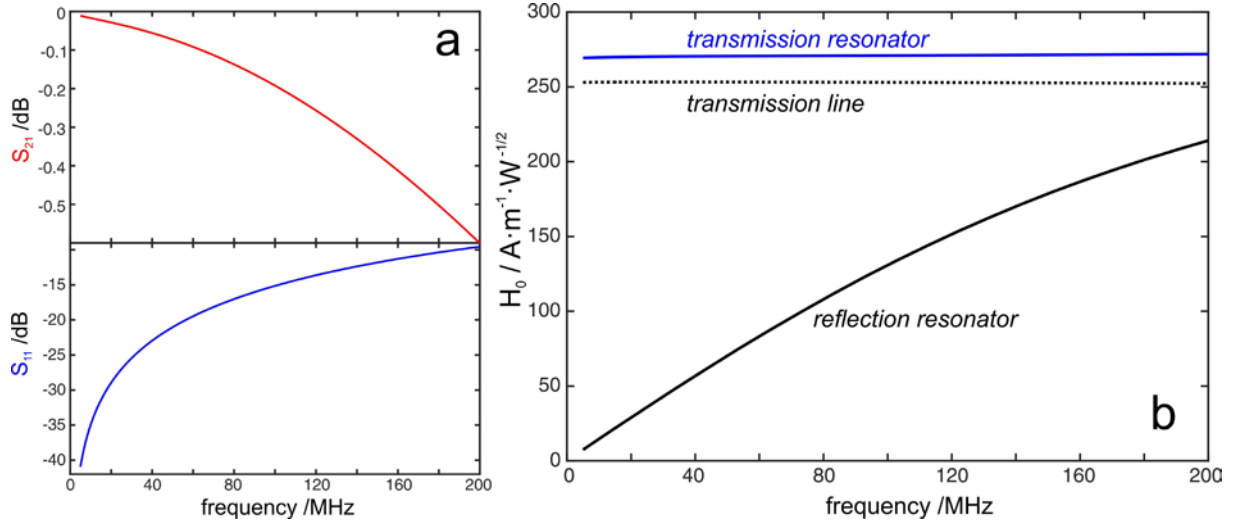 a
S21 /dB
0
-0.1
-0.2
-0.3
-0.4
-0.5
S11 /dB
-15
-20
-25
-30
-35
-40
0 40 80 120 160 200
frequency /MHz
b
H0 / A·m-1·W-1/2
300
250
200
150
100
50
0
transmission resonator
transmission line
reflection resonator
0 40 80 120 160 200
frequency /MHz